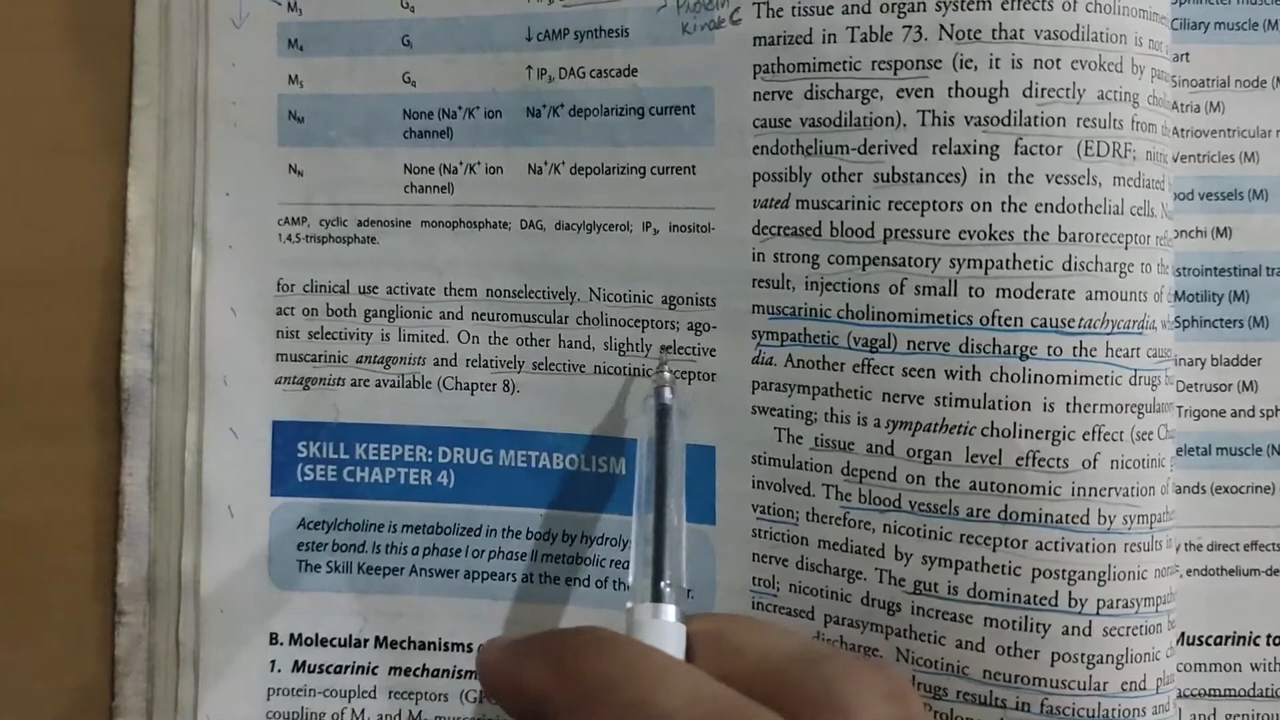 M₃ Gq
Protein
Kinase C
M₄ Gᵢ ↓ cAMP synthesis
M₅ Gq ↑ IP₃, DAG cascade
Nᴍ None (Na⁺/K⁺ ion channel) Na⁺/K⁺ depolarizing current
Nɴ None (Na⁺/K⁺ ion channel) Na⁺/K⁺ depolarizing current
cAMP, cyclic adenosine monophosphate; DAG, diacylglycerol; IP₃, inositol-
1,4,5-trisphosphate.
for clinical use activate them nonselectively. Nicotinic agonists
act on both ganglionic and neuromuscular cholinoceptors; ago-
nist selectivity is limited. On the other hand, slightly selective
muscarinic antagonists and relatively selective nicotinic
antagonists are available (Chapter 8).
SKILL KEEPER: DRUG METABOLISM
(SEE CHAPTER 4)
Acetylcholine is metabolized in the body by
ester bond. Is this a phase I or phase II metabolic
The Skill Keeper Answer appears at the end of
B. Molecular Mechanisms
1. Muscarinic mechanism
protein-coupled receptors
coupling of M₁ and
The tissue and organ system effects of
marized in Table 73. Note that vasodilation is not
pathomimetic response (ie, it is not evoked by
nerve discharge, even though directly acting
cause vasodilation). This vasodilation results from
endothelium-derived relaxing factor (EDRF;
possibly other substances) in the vessels, mediated
vated muscarinic receptors on the endothelial cells.
decreased blood pressure evokes the baroreceptor
in strong compensatory sympathetic discharge to the
result, injections of small to moderate amounts of
muscarinic cholinomimetics often cause tachycardia,
sympathetic (vagal) nerve discharge to the heart
dia. Another effect seen with cholinomimetic drugs
parasympathetic nerve stimulation is
sweating; this is a sympathetic cholinergic effect (see
The tissue and organ level effects of nicotinic
stimulation depend on the autonomic innervation of
involved. The blood vessels are dominated by
vation; therefore, nicotinic receptor activation results in
striction mediated by sympathetic postganglionic
nerve discharge. The gut is dominated by
trol; nicotinic drugs increase motility and secretion
increased parasympathetic and other postganglionic
discharge. Nicotinic neuromuscular end
drugs results in fasciculations and
Ciliary muscle
Sinoatrial node
Atria (M)
Atrioventricular
Ventricles (M)
vessels (M)
Motility (M)
Sphincters (M)
bladder
Detrusor (M)
Trigone and
muscle
(exocrine)
the direct effects
Muscarinic
common with